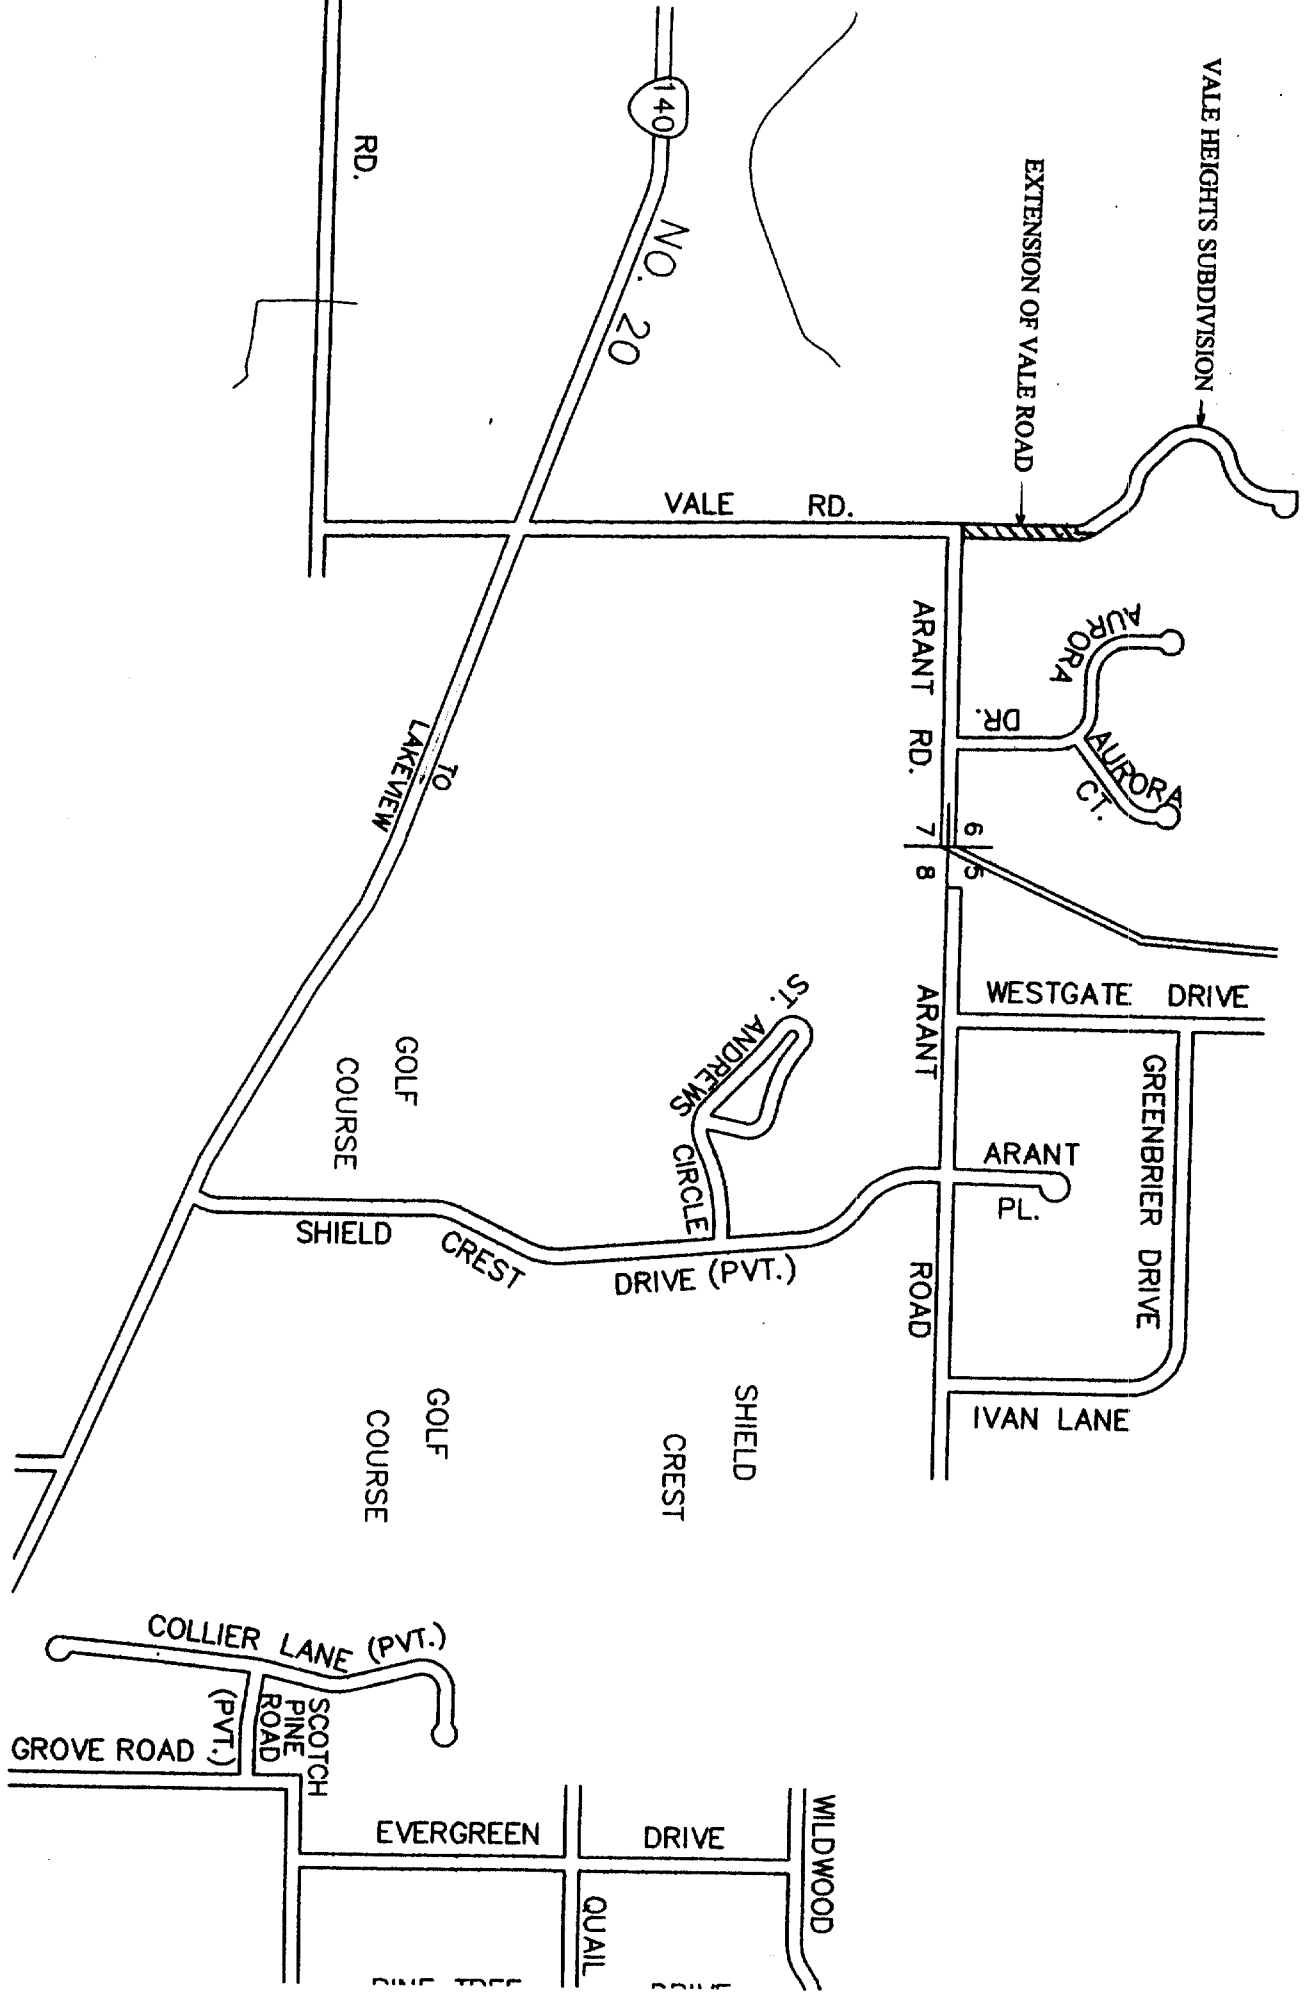 VALE HEIGHTS SUBDIVISION
EXTENSION OF VALE ROAD
140
NO. 20
RD.
VALE RD.
AURORA
DR.
AURORA
CT.
ARANT RD.
6
5
7
8
TO
LAKEVIEW
WESTGATE DRIVE
GREENBRIER DRIVE
ARANT
ROAD
ARANT
PL.
IVAN LANE
ST. ANDREWS
CIRCLE
GOLF
COURSE
SHIELD
CREST
DRIVE (PVT.)
SHIELD
CREST
GOLF
COURSE
COLLIER LANE (PVT.)
SCOTCH
PINE
ROAD
(PVT.)
GROVE ROAD
EVERGREEN DRIVE
WILDWOOD
QUAIL
PINE TREE DRIVE